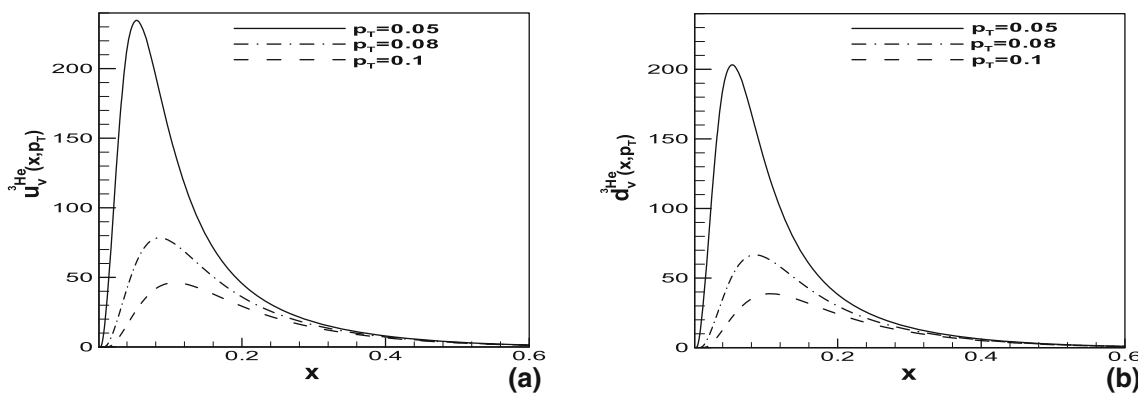 p_T=0.05
p_T=0.08
p_T=0.1
200
150
100
50
0
0.2
0.4
0.6
³He
u_v(x,p_T)
x
(a)
p_T=0.05
p_T=0.08
p_T=0.1
200
150
100
50
0
0.2
0.4
0.6
³He
d_v(x,p_T)
x
(b)